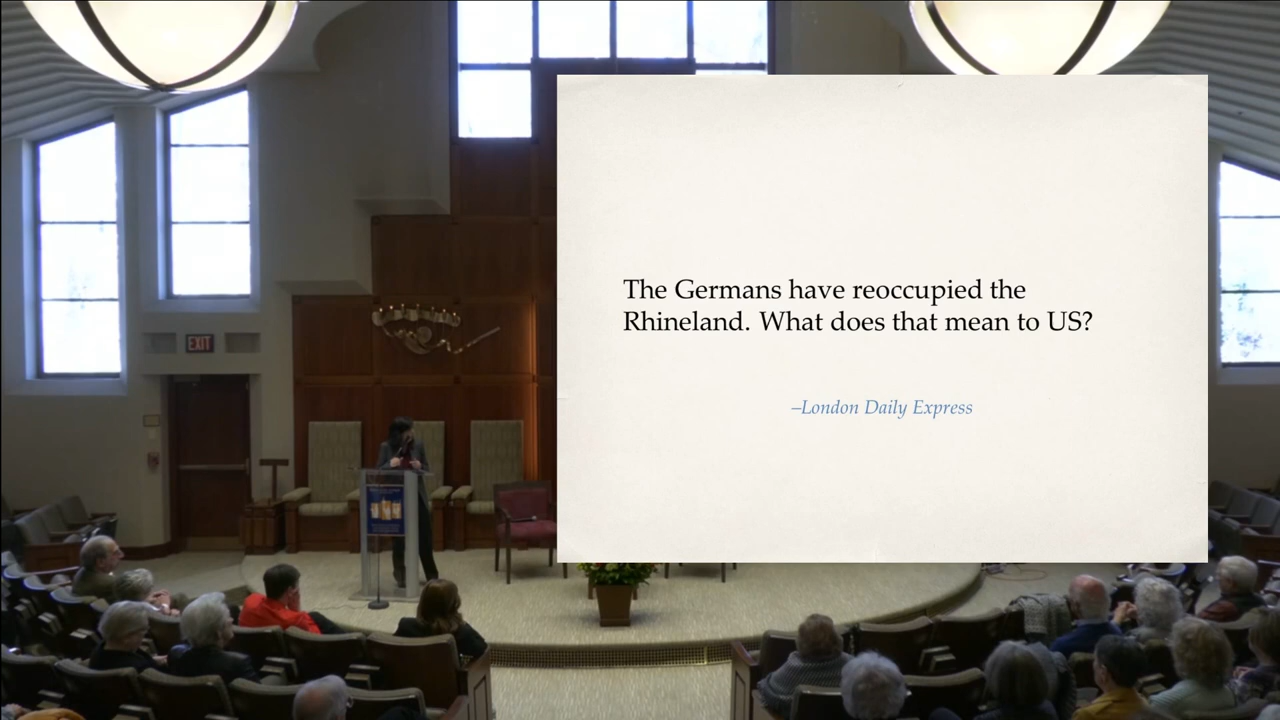 EXIT
The Germans have reoccupied the
Rhineland. What does that mean to US?
–London Daily Express